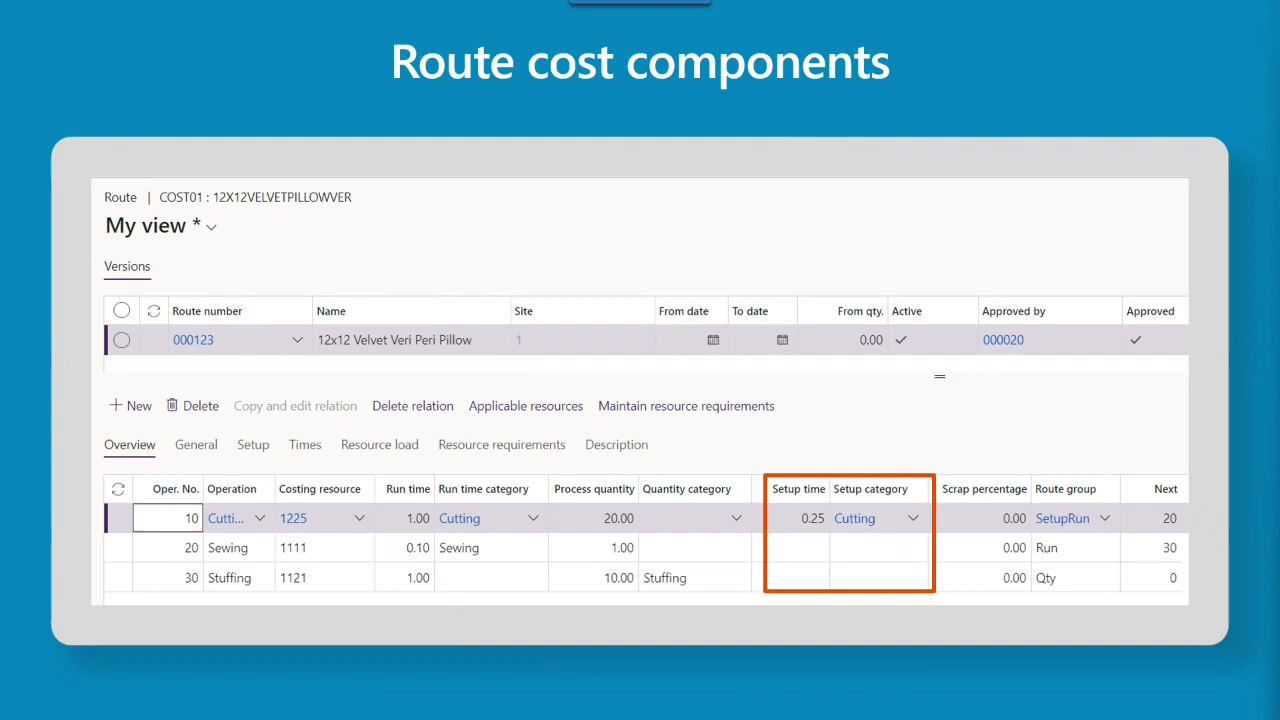 Route cost components
Route | COST01 : 12X12VELVETPILLOWVER
My view *
Versions
Route number Name Site From date To date From qty. Active Approved by Approved
000123 12x12 Velvet Veri Peri Pillow 1 0.00 000020
New Delete Copy and edit relation Delete relation Applicable resources Maintain resource requirements
Overview General Setup Times Resource load Resource requirements Description
Oper. No. Operation Costing resource Run time Run time category Process quantity Quantity category Setup time Setup category Scrap percentage Route group Next
10 Cutti... 1225 1.00 Cutting 20.00 0.25 Cutting 0.00 SetupRun 20
20 Sewing 1111 0.10 Sewing 1.00 0.00 Run 30
30 Stuffing 1121 1.00 10.00 Stuffing 0.00 Qty 0